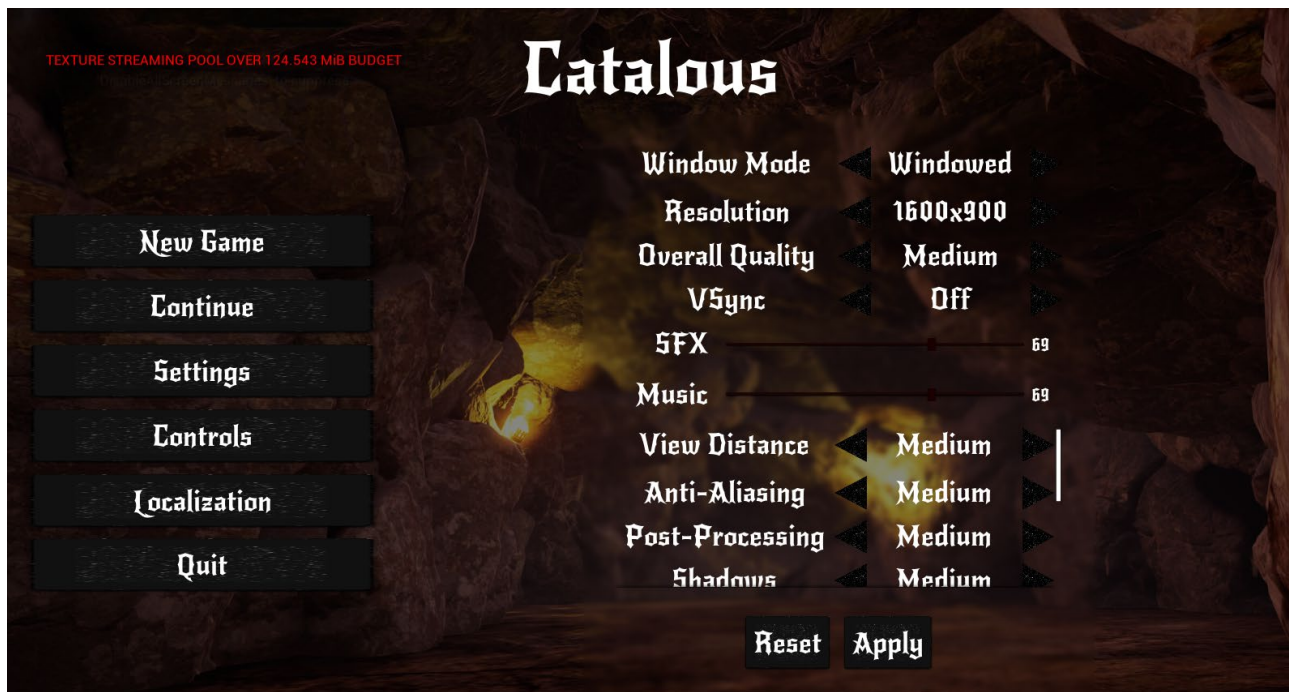 TEXTURE STREAMING POOL OVER 124.543 MiB BUDGET
Catalous
New Game
Continue
Settings
Controls
Localization
Quit
Window Mode Windowed
Resolution 1600x900
Overall Quality Medium
VSync Off
SFX 69
Music 69
View Distance Medium
Anti-Aliasing Medium
Post-Processing Medium
Shadows Medium
Reset Apply